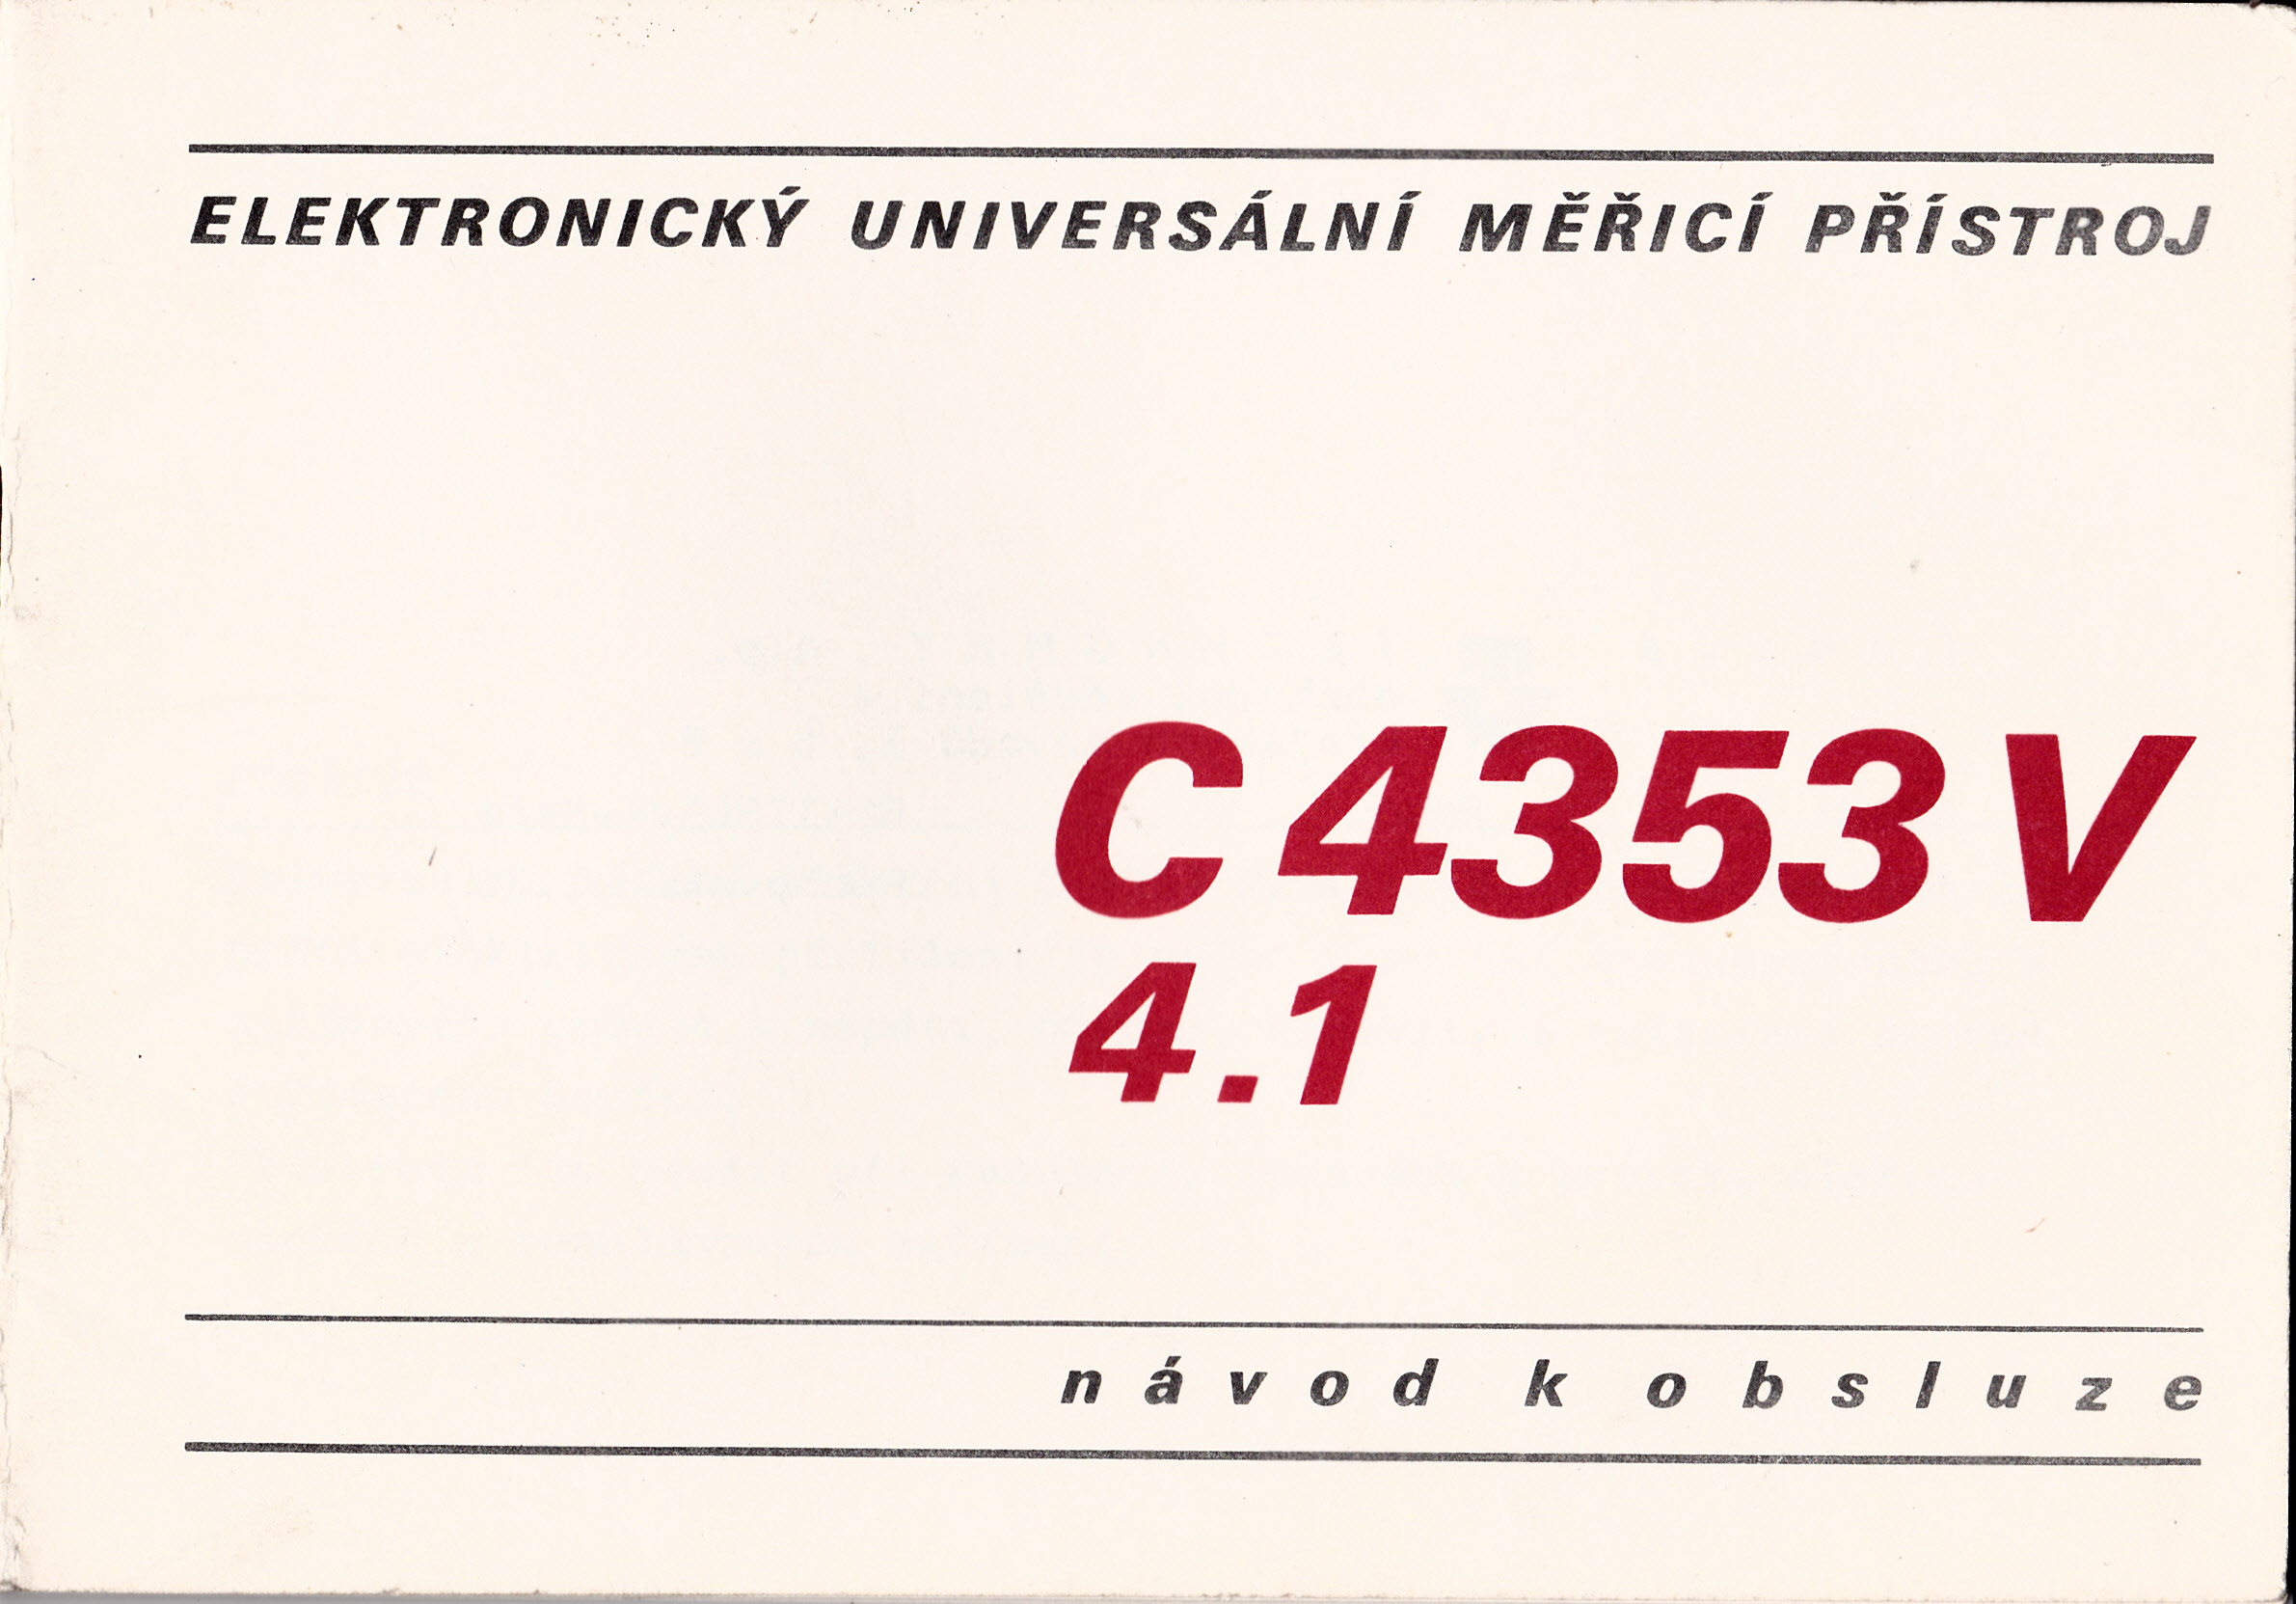 ELEKTRONICKÝ UNIVERSÁLNÍ MĚŘICÍ PŘÍSTROJ
C 4353 V
4.1
návod k obsluze